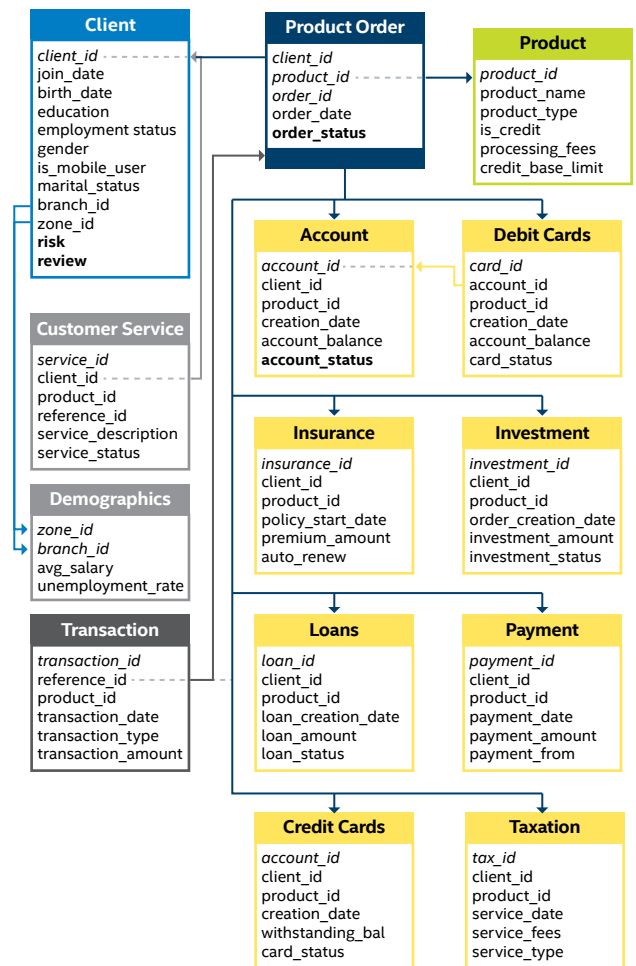 Client
client_id
join_date
birth_date
education
employment status
gender
is_mobile_user
marital_status
branch_id
zone_id
risk
review
Product Order
client_id
product_id
order_id
order_date
order_status
Product
product_id
product_name
product_type
is_credit
processing_fees
credit_base_limit
Customer Service
service_id
client_id
product_id
reference_id
service_description
service_status
Demographics
zone_id
branch_id
avg_salary
unemployment_rate
Transaction
transaction_id
reference_id
product_id
transaction_date
transaction_type
transaction_amount
Account
account_id
client_id
product_id
creation_date
account_balance
account_status
Debit Cards
card_id
account_id
product_id
creation_date
account_balance
card_status
Insurance
insurance_id
client_id
product_id
policy_start_date
premium_amount
auto_renew
Investment
investment_id
client_id
product_id
order_creation_date
investment_amount
investment_status
Loans
loan_id
client_id
product_id
loan_creation_date
loan_amount
loan_status
Payment
payment_id
client_id
product_id
payment_date
payment_amount
payment_from
Credit Cards
account_id
client_id
product_id
creation_date
withstanding_bal
card_status
Taxation
tax_id
client_id
product_id
service_date
service_fees
service_type